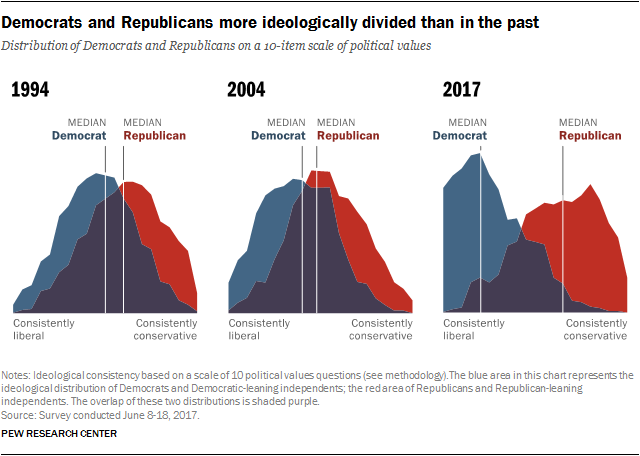 Democrats and Republicans more ideologically divided than in the past
Distribution of Democrats and Republicans on a 10-item scale of political values
1994
MEDIAN Democrat
MEDIAN Republican
Consistently liberal
Consistently conservative
2004
MEDIAN Democrat
MEDIAN Republican
Consistently liberal
Consistently conservative
2017
MEDIAN Democrat
MEDIAN Republican
Consistently liberal
Consistently conservative
Notes: Ideological consistency based on a scale of 10 political values questions (see methodology).The blue area in this chart represents the
ideological distribution of Democrats and Democratic-leaning independents; the red area of Republicans and Republican-leaning
independents. The overlap of these two distributions is shaded purple.
Source: Survey conducted June 8-18, 2017.
PEW RESEARCH CENTER